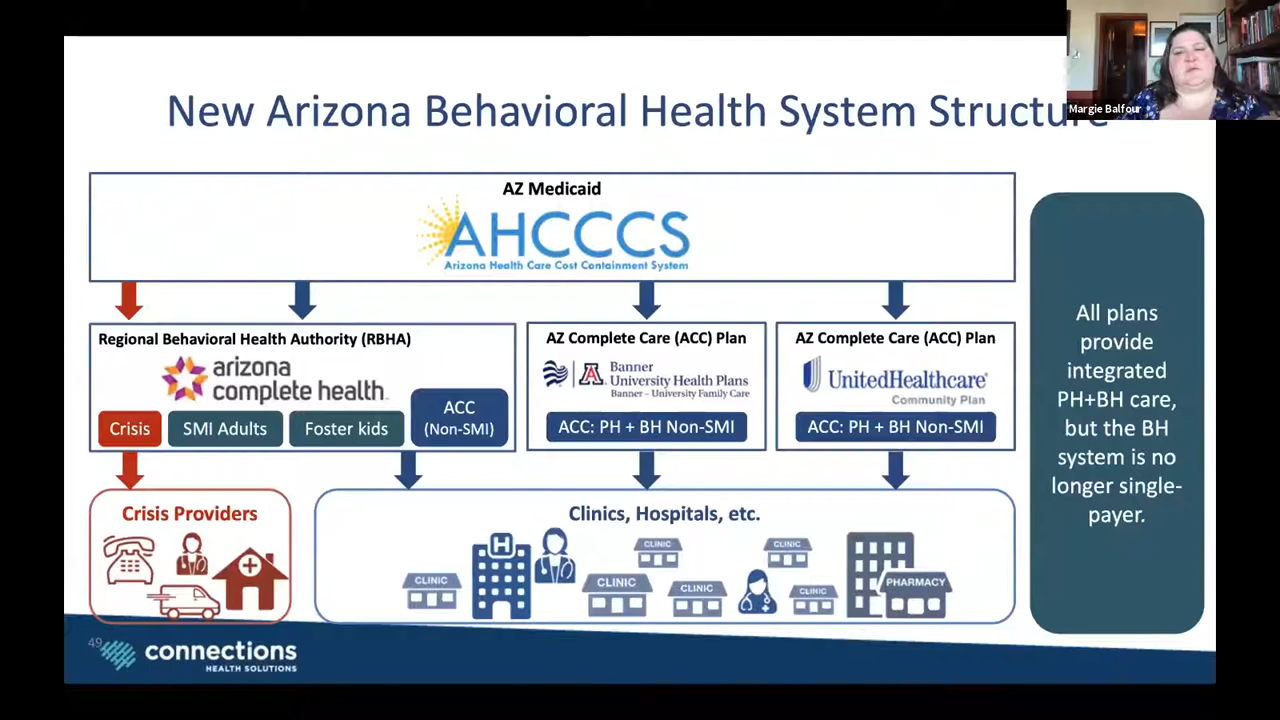 Margie Balfour
New Arizona Behavioral Health System Structure
AZ Medicaid
AHCCCS
Arizona Health Care Cost Containment System
Regional Behavioral Health Authority (RBHA)
arizona
complete health.
Crisis
SMI Adults
Foster kids
ACC
(Non-SMI)
AZ Complete Care (ACC) Plan
A
Banner
University Health Plans
Banner – University Family Care
ACC: PH + BH Non-SMI
AZ Complete Care (ACC) Plan
UnitedHealthcare®
Community Plan
ACC: PH + BH Non-SMI
All plans
provide
integrated
PH+BH care,
but the BH
system is no
longer single-
payer.
Crisis Providers
Clinics, Hospitals, etc.
H
CLINIC
CLINIC
CLINIC
CLINIC
CLINIC
CLINIC
PHARMACY
49
connections
HEALTH SOLUTIONS